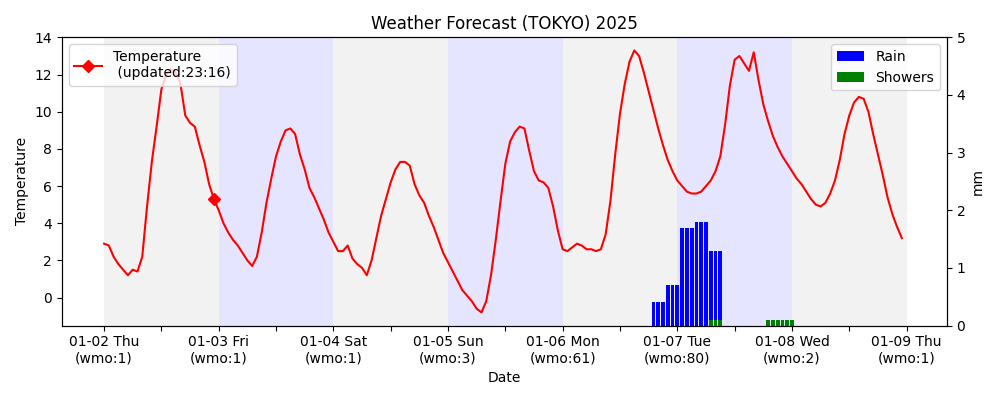 Weather Forecast (TOKYO) 2025
Temperature
(updated:23:16)
Rain
Showers
14
12
10
8
6
4
2
0
Temperature
5
4
3
2
1
0
mm
01-02 Thu
(wmo:1)
01-03 Fri
(wmo:1)
01-04 Sat
(wmo:1)
01-05 Sun
(wmo:3)
01-06 Mon
(wmo:61)
01-07 Tue
(wmo:80)
01-08 Wed
(wmo:2)
01-09 Thu
(wmo:1)
Date